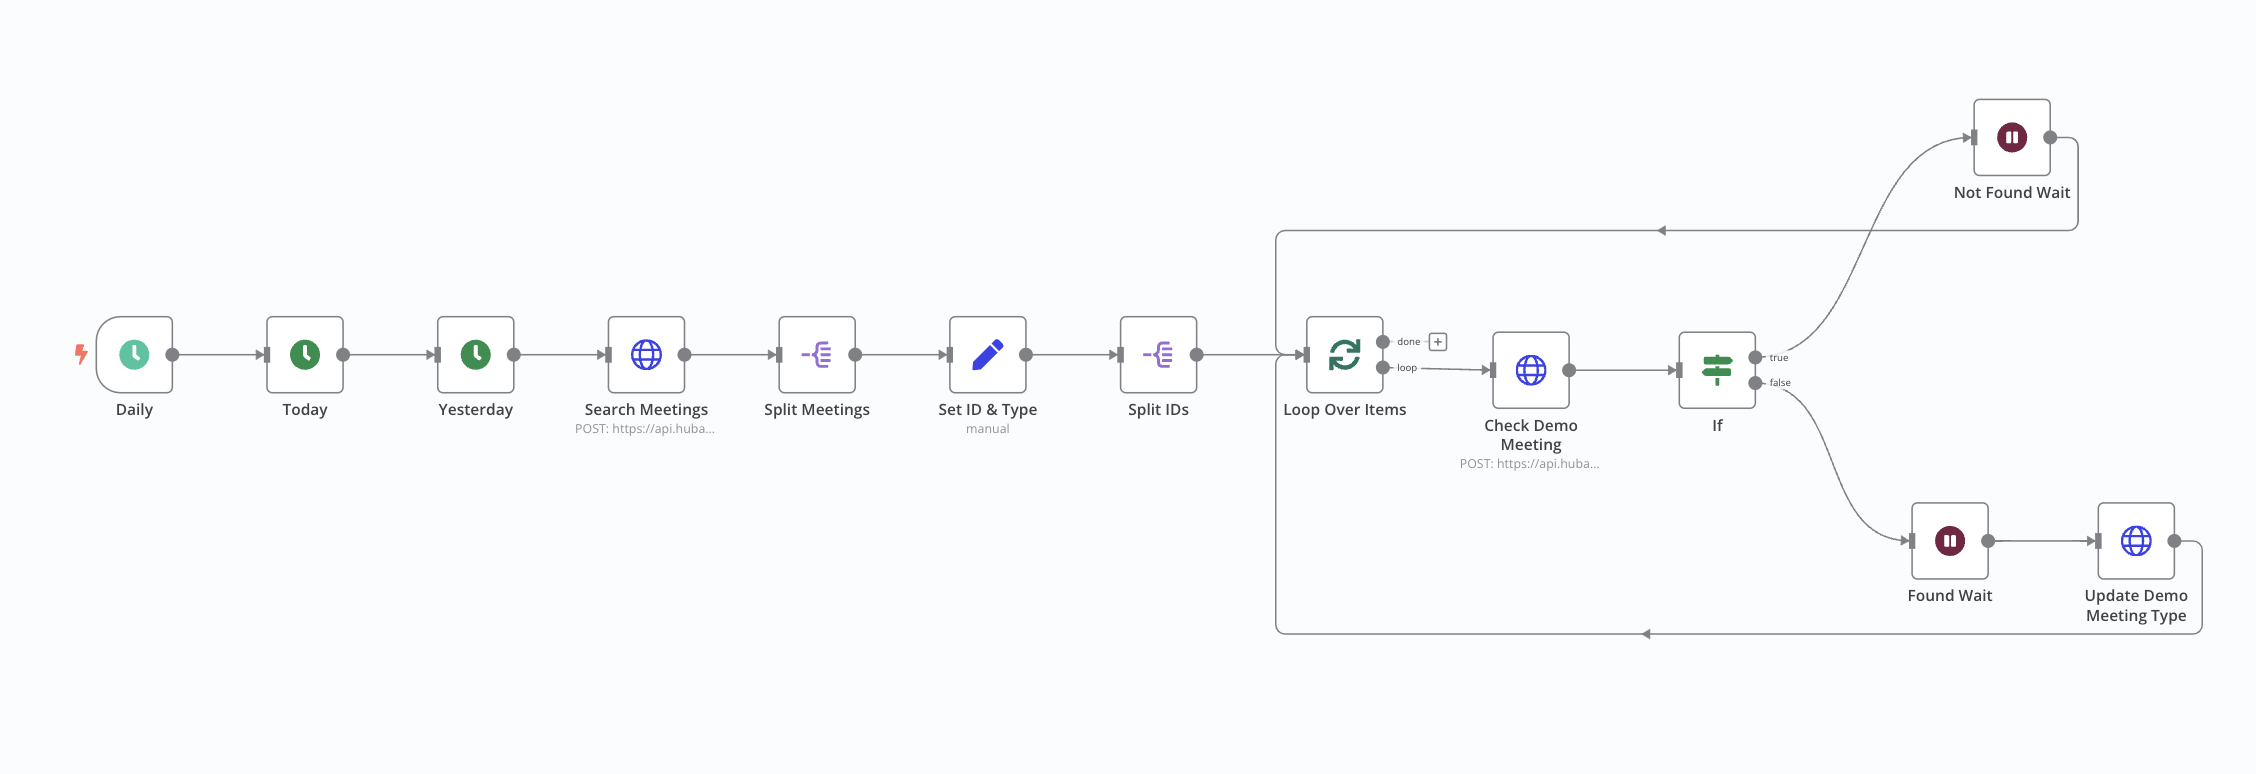 Not Found Wait
Daily
Today
Yesterday
Search Meetings
POST: https://api.huba...
Split Meetings
Set ID & Type
manual
Split IDs
Loop Over Items
done
loop
Check Demo
Meeting
POST: https://api.huba...
If
true
false
Found Wait
Update Demo
Meeting Type